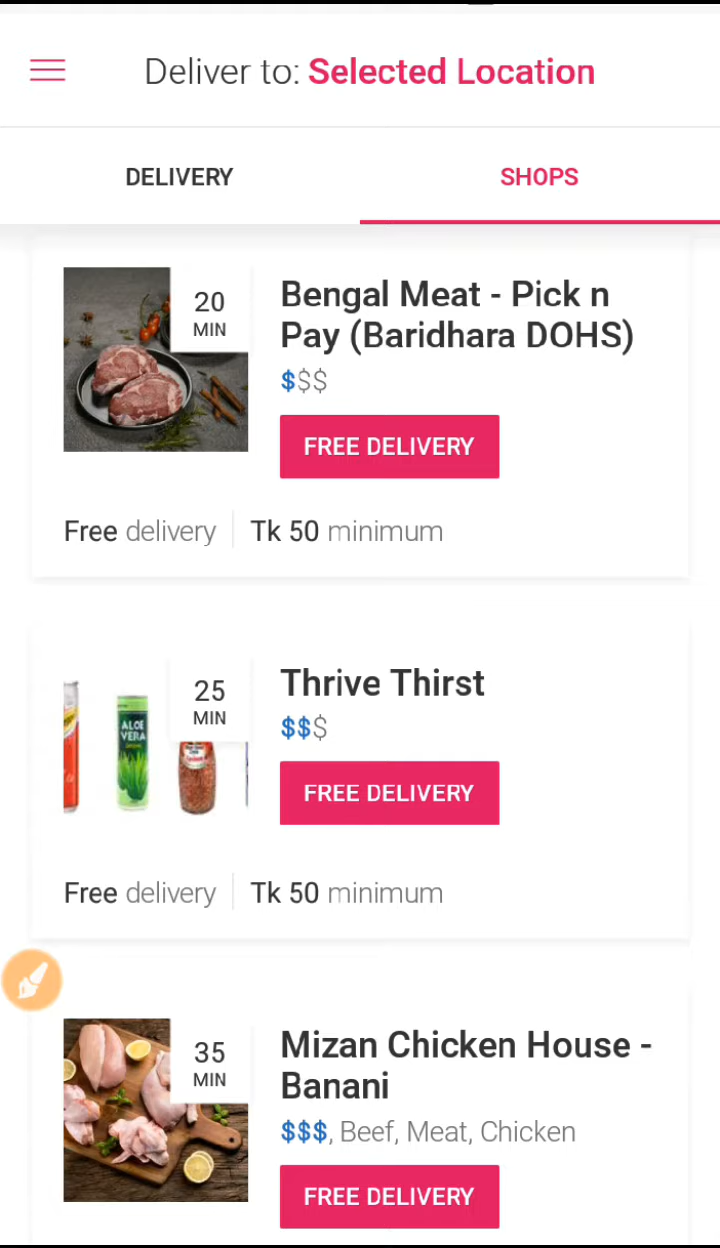 Deliver to: Selected Location
DELIVERY
SHOPS
20
MIN
Bengal Meat - Pick n
Pay (Baridhara DOHS)
$$$
FREE DELIVERY
Free delivery
Tk 50 minimum
25
MIN
ALOE
VERA
Thrive Thirst
$$$
FREE DELIVERY
Free delivery
Tk 50 minimum
35
MIN
Mizan Chicken House -
Banani
$$$, Beef, Meat, Chicken
FREE DELIVERY